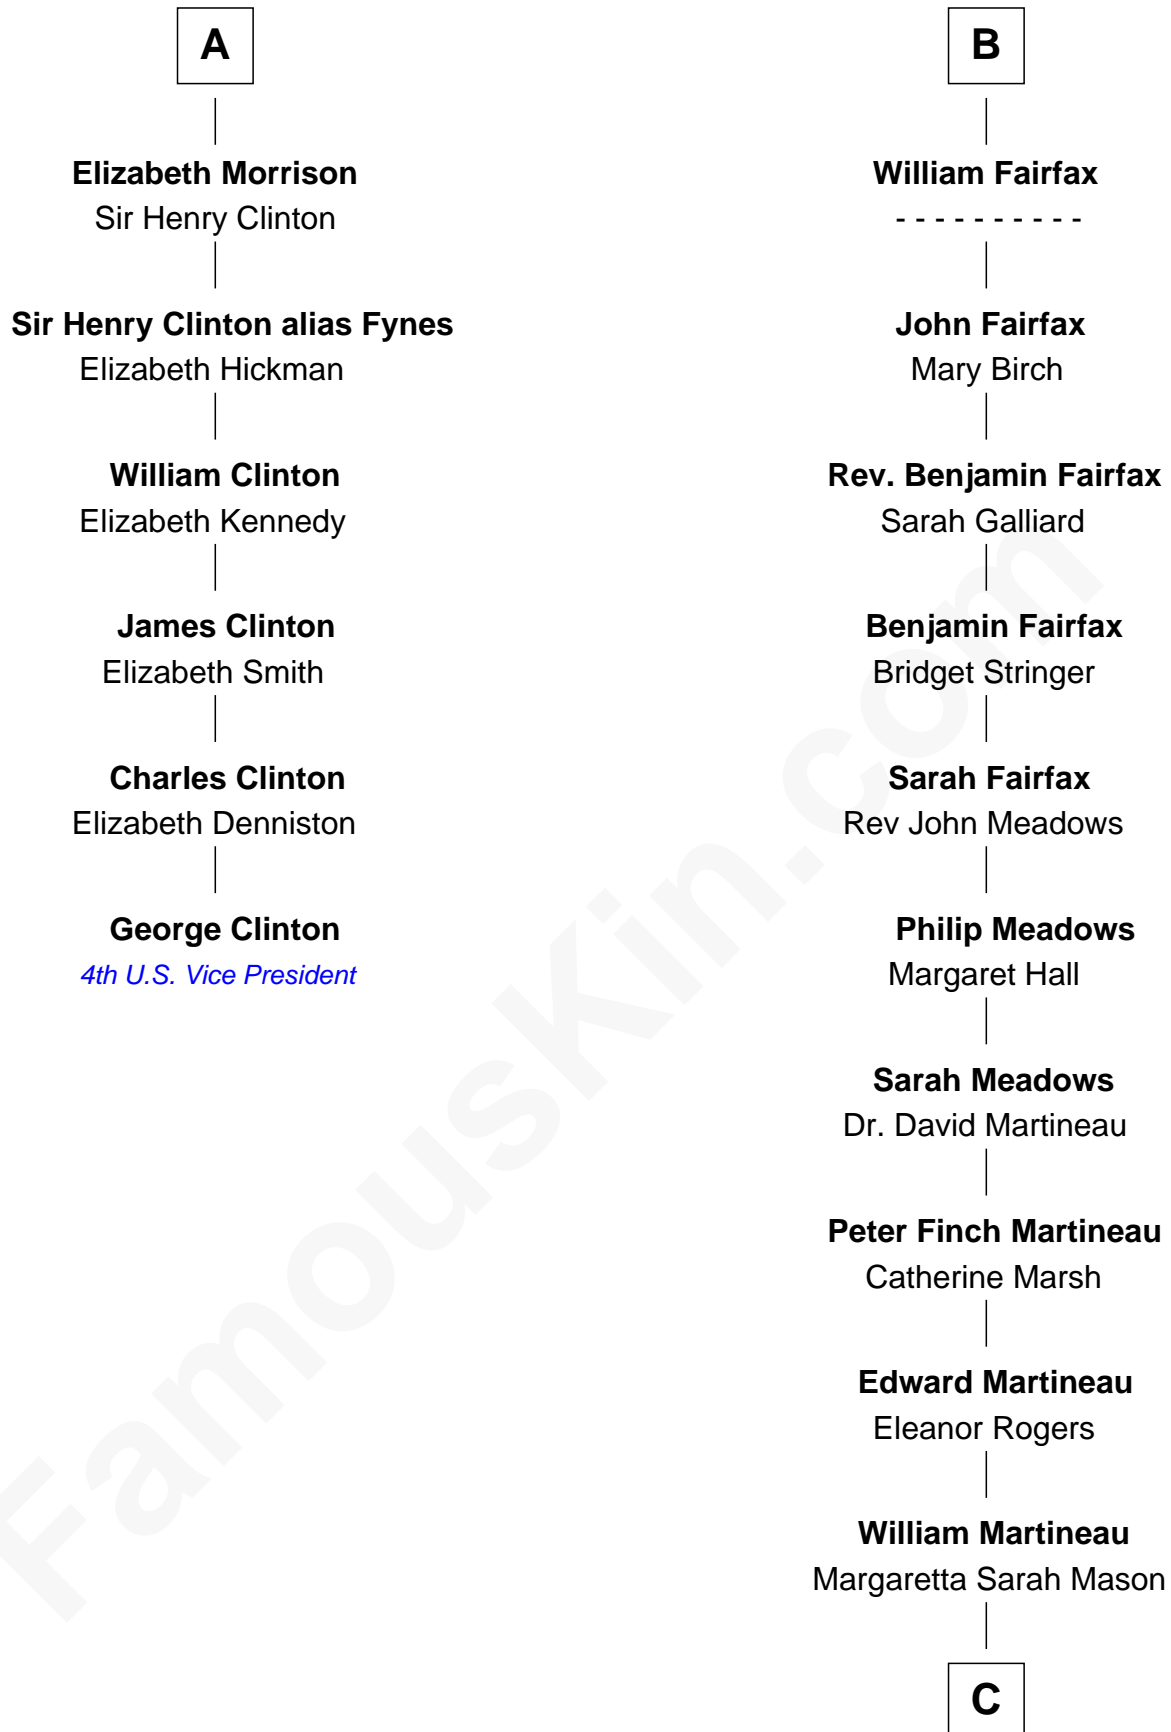 A
Elizabeth Morrison
Sir Henry Clinton
Sir Henry Clinton alias Fynes
Elizabeth Hickman
William Clinton
Elizabeth Kennedy
James Clinton
Elizabeth Smith
Charles Clinton
Elizabeth Denniston
George Clinton
4th U.S. Vice President
B
William Fairfax
- - - - - - - - - -
John Fairfax
Mary Birch
Rev. Benjamin Fairfax
Sarah Galliard
Benjamin Fairfax
Bridget Stringer
Sarah Fairfax
Rev John Meadows
Philip Meadows
Margaret Hall
Sarah Meadows
Dr. David Martineau
Peter Finch Martineau
Catherine Marsh
Edward Martineau
Eleanor Rogers
William Martineau
Margaretta Sarah Mason
C
FamousKin.com